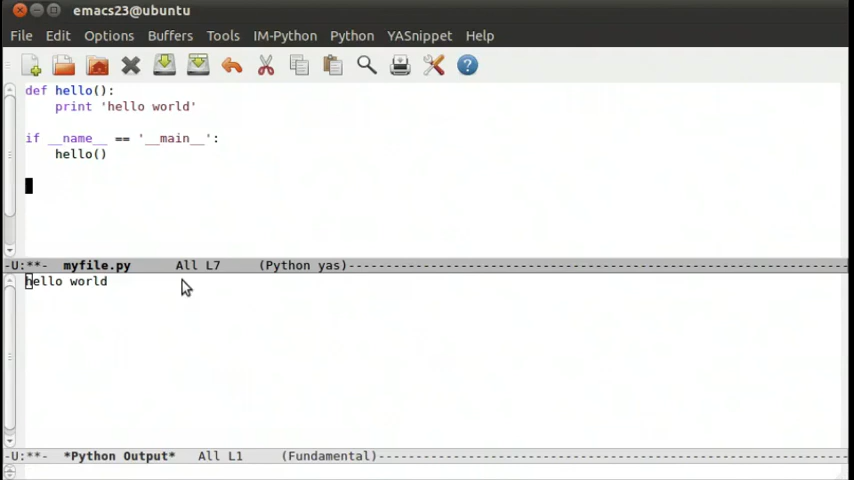 emacs23@ubuntu
File Edit Options Buffers Tools IM-Python Python YASnippet Help
def hello():
    print 'hello world'
if __name__ == '__main__':
    hello()
-U:**-  myfile.py      All L7     (Python yas)-------------------------------------------------------------------
hello world
-U:**-  *Python Output*   All L1     (Fundamental)---------------------------------------------------------------